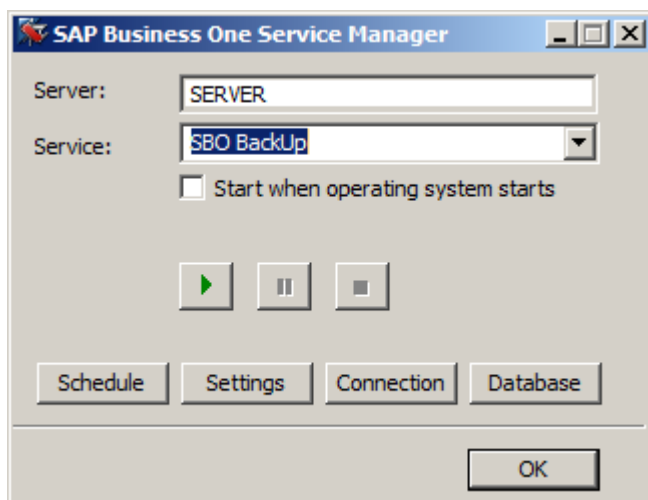 SAP Business One Service Manager
Server:
SERVER
Service:
SBO BackUp
Start when operating system starts
Schedule
Settings
Connection
Database
OK